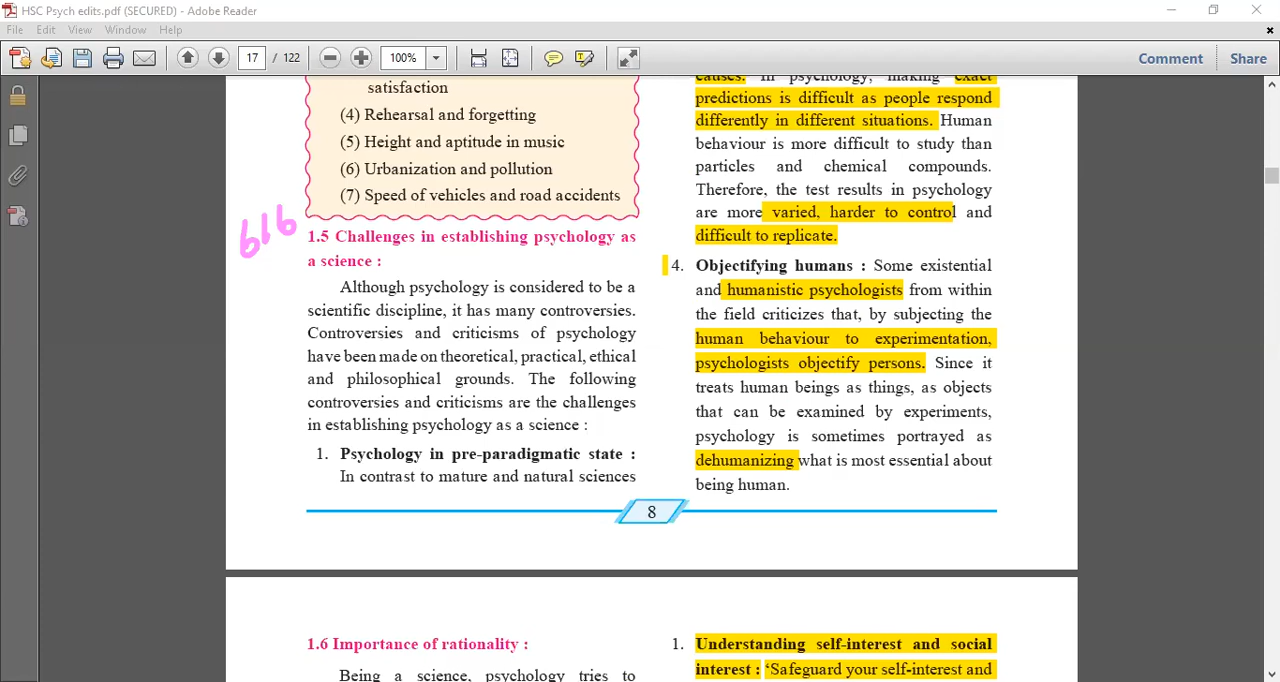 HSC Psych edits.pdf (SECURED) - Adobe Reader
File Edit View Window Help
17 / 122 100% Comment Share
satisfaction
(4) Rehearsal and forgetting
(5) Height and aptitude in music
(6) Urbanization and pollution
(7) Speed of vehicles and road accidents
616
1.5 Challenges in establishing psychology as
a science :
Although psychology is considered to be a
scientific discipline, it has many controversies.
Controversies and criticisms of psychology
have been made on theoretical, practical, ethical
and philosophical grounds. The following
controversies and criticisms are the challenges
in establishing psychology as a science :
1. Psychology in pre-paradigmatic state :
In contrast to mature and natural sciences
causes. In psychology, making exact
predictions is difficult as people respond
differently in different situations. Human
behaviour is more difficult to study than
particles and chemical compounds.
Therefore, the test results in psychology
are more varied, harder to control and
difficult to replicate.
4. Objectifying humans : Some existential
and humanistic psychologists from within
the field criticizes that, by subjecting the
human behaviour to experimentation,
psychologists objectify persons. Since it
treats human beings as things, as objects
that can be examined by experiments,
psychology is sometimes portrayed as
dehumanizing what is most essential about
being human.
8
1.6 Importance of rationality :
Being a science, psychology tries to
1. Understanding self-interest and social
interest : ‘Safeguard your self-interest and